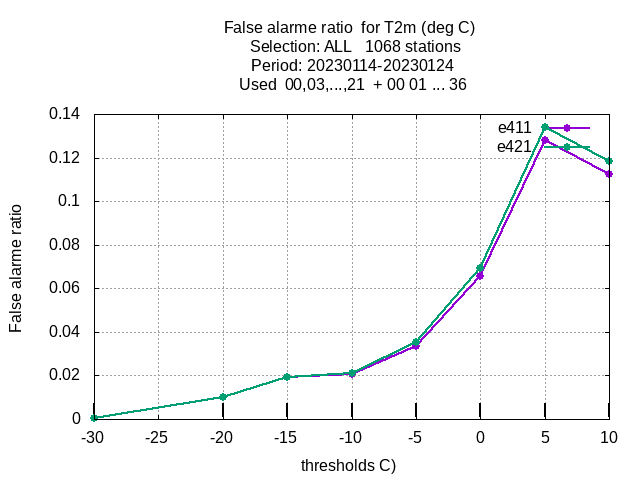 False alarme ratio  for T2m (deg C)
Selection: ALL   1068 stations
Period: 20230114-20230124
Used  00,03,...,21  + 00 01 ... 36
0.14
0.12
0.1
0.08
0.06
0.04
0.02
0
False alarme ratio
e411
e421
-30 -25 -20 -15 -10 -5 0 5 10
thresholds C)